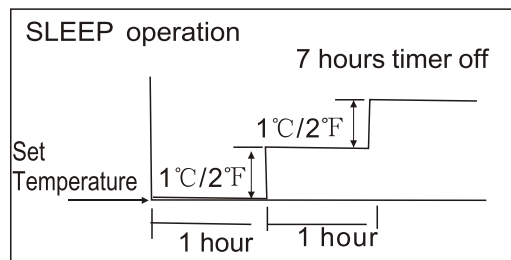 SLEEP operation
7 hours timer off
1℃/2℉
Set
Temperature
1℃/2℉
1 hour
1 hour